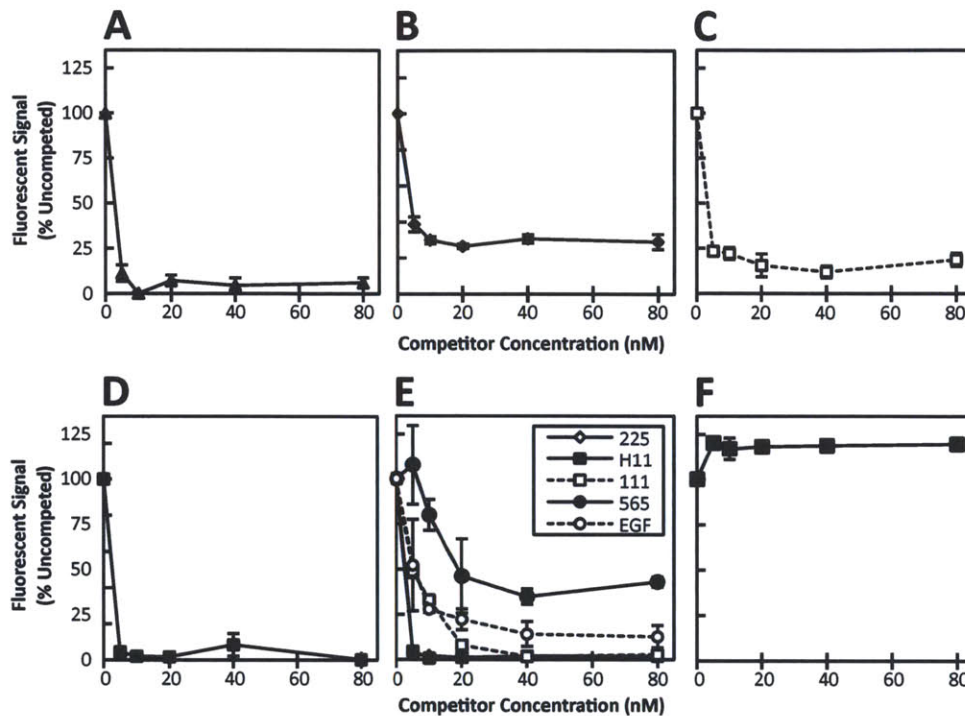 A
B
C
Fluorescent Signal
(% Uncompeted)
125
100
75
50
25
0
0 20 40 60 80
0 20 40 60 80
0 20 40 60 80
Competitor Concentration (nM)
D
E
F
Fluorescent Signal
(% Uncompeted)
125
100
75
50
25
0
225
H11
111
565
EGF
0 20 40 60 80
0 20 40 60 80
0 20 40 60 80
Competitor Concentration (nM)